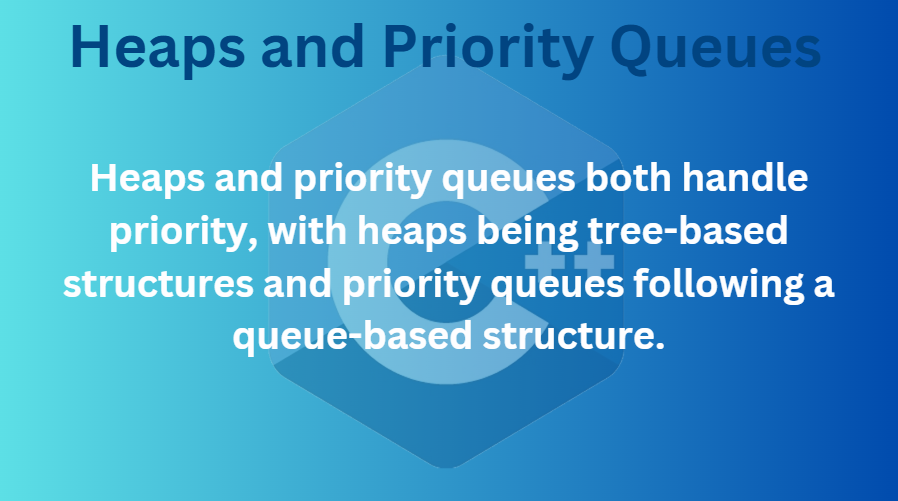 Heaps and Priority Queues
Heaps and priority queues both handle
priority, with heaps being tree-based
structures and priority queues following a
queue-based structure.
C++